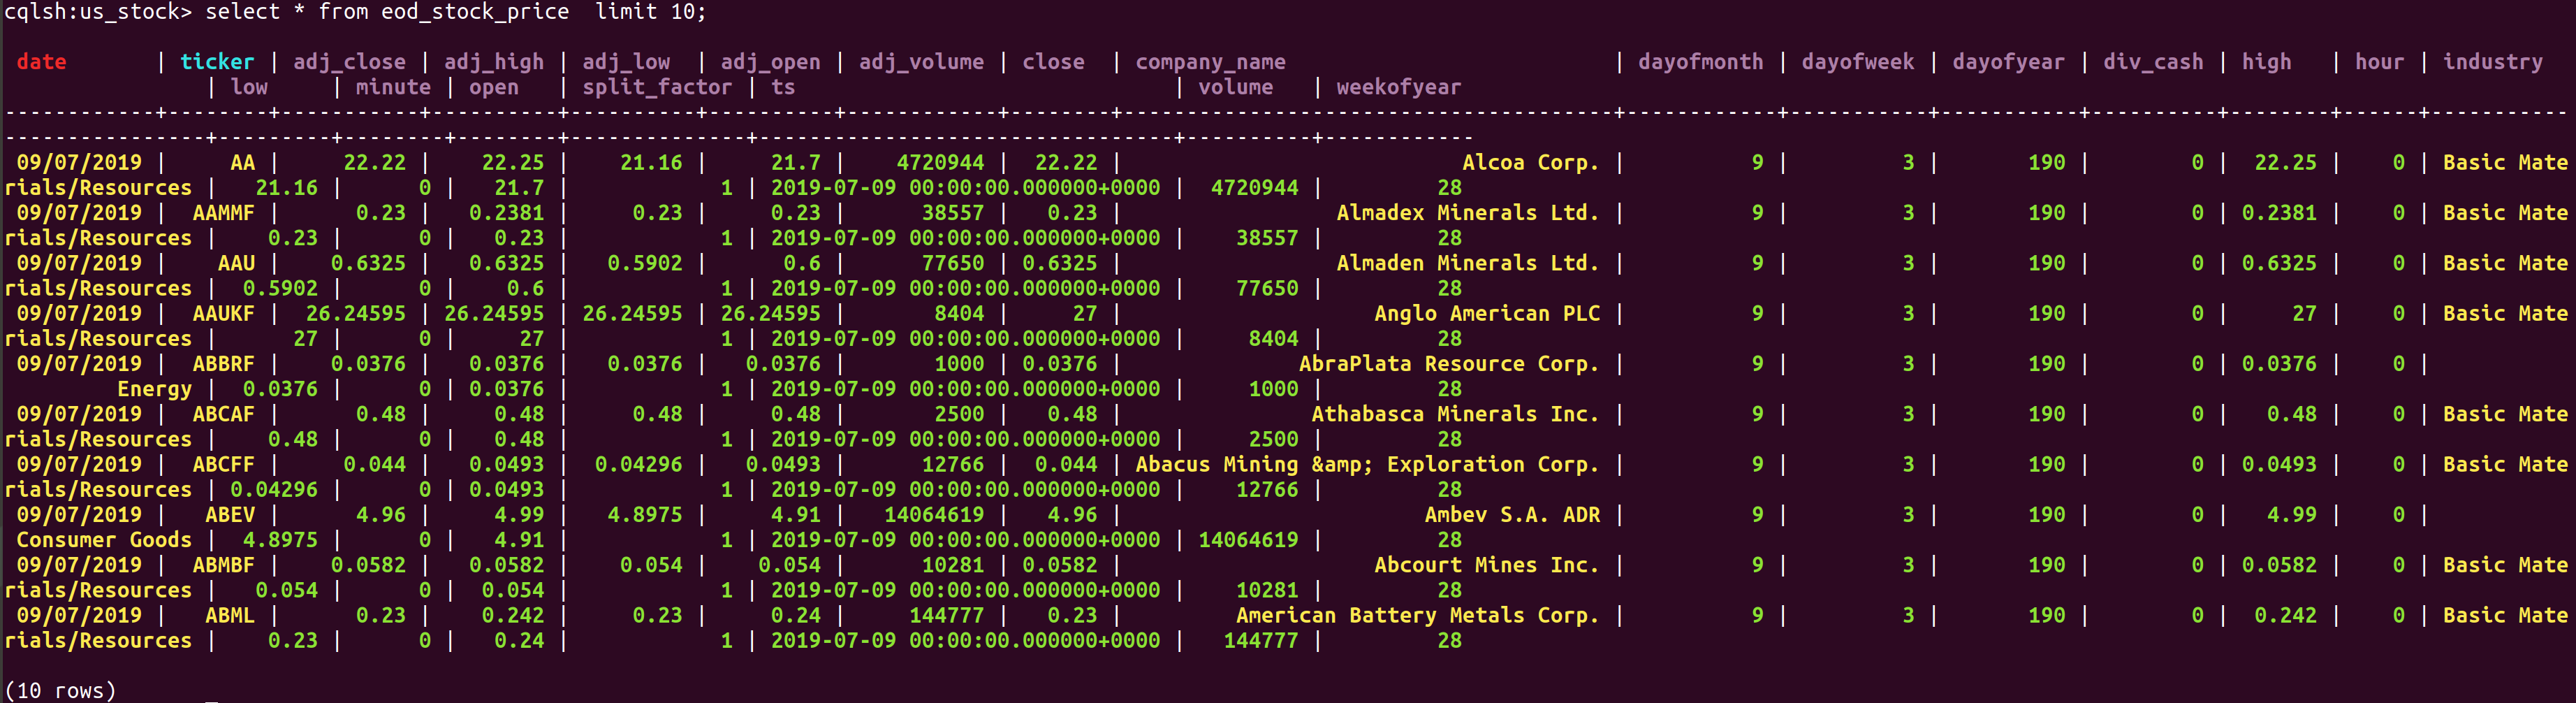 cqlsh:us_stock> select * from eod_stock_price  limit 10;
date | ticker | adj_close | adj_high | adj_low | adj_open | adj_volume | close | company_name | dayofmonth | dayofweek | dayofyear | div_cash | high | hour | industry
| low | minute | open | split_factor | ts | volume | weekofyear
------------+--------+-----------+----------+----------+----------+------------+--------+---------------------------------------+------------+-----------+-----------+----------+--------+------+-----------
----------------+---------+--------+--------+--------------+---------------------------------+----------+------------
09/07/2019 | AA | 22.22 | 22.25 | 21.16 | 21.7 | 4720944 | 22.22 | Alcoa Corp. | 9 | 3 | 190 | 0 | 22.25 | 0 | Basic Mate
rials/Resources | 21.16 | 0 | 21.7 | 1 | 2019-07-09 00:00:00.000000+0000 | 4720944 | 28
09/07/2019 | AAMMF | 0.23 | 0.2381 | 0.23 | 0.23 | 38557 | 0.23 | Almadex Minerals Ltd. | 9 | 3 | 190 | 0 | 0.2381 | 0 | Basic Mate
rials/Resources | 0.23 | 0 | 0.23 | 1 | 2019-07-09 00:00:00.000000+0000 | 38557 | 28
09/07/2019 | AAU | 0.6325 | 0.6325 | 0.5902 | 0.6 | 77650 | 0.6325 | Almaden Minerals Ltd. | 9 | 3 | 190 | 0 | 0.6325 | 0 | Basic Mate
rials/Resources | 0.5902 | 0 | 0.6 | 1 | 2019-07-09 00:00:00.000000+0000 | 77650 | 28
09/07/2019 | AAUKF | 26.24595 | 26.24595 | 26.24595 | 26.24595 | 8404 | 27 | Anglo American PLC | 9 | 3 | 190 | 0 | 27 | 0 | Basic Mate
rials/Resources | 27 | 0 | 27 | 1 | 2019-07-09 00:00:00.000000+0000 | 8404 | 28
09/07/2019 | ABBRF | 0.0376 | 0.0376 | 0.0376 | 0.0376 | 1000 | 0.0376 | AbraPlata Resource Corp. | 9 | 3 | 190 | 0 | 0.0376 | 0 |
Energy | 0.0376 | 0 | 0.0376 | 1 | 2019-07-09 00:00:00.000000+0000 | 1000 | 28
09/07/2019 | ABCAF | 0.48 | 0.48 | 0.48 | 0.48 | 2500 | 0.48 | Athabasca Minerals Inc. | 9 | 3 | 190 | 0 | 0.48 | 0 | Basic Mate
rials/Resources | 0.48 | 0 | 0.48 | 1 | 2019-07-09 00:00:00.000000+0000 | 2500 | 28
09/07/2019 | ABCFF | 0.044 | 0.0493 | 0.04296 | 0.0493 | 12766 | 0.044 | Abacus Mining &amp; Exploration Corp. | 9 | 3 | 190 | 0 | 0.0493 | 0 | Basic Mate
rials/Resources | 0.04296 | 0 | 0.0493 | 1 | 2019-07-09 00:00:00.000000+0000 | 12766 | 28
09/07/2019 | ABEV | 4.96 | 4.99 | 4.8975 | 4.91 | 14064619 | 4.96 | Ambev S.A. ADR | 9 | 3 | 190 | 0 | 4.99 | 0 |
Consumer Goods | 4.8975 | 0 | 4.91 | 1 | 2019-07-09 00:00:00.000000+0000 | 14064619 | 28
09/07/2019 | ABMBF | 0.0582 | 0.0582 | 0.054 | 0.054 | 10281 | 0.0582 | Abcourt Mines Inc. | 9 | 3 | 190 | 0 | 0.0582 | 0 | Basic Mate
rials/Resources | 0.054 | 0 | 0.054 | 1 | 2019-07-09 00:00:00.000000+0000 | 10281 | 28
09/07/2019 | ABML | 0.23 | 0.242 | 0.23 | 0.24 | 144777 | 0.23 | American Battery Metals Corp. | 9 | 3 | 190 | 0 | 0.242 | 0 | Basic Mate
rials/Resources | 0.23 | 0 | 0.24 | 1 | 2019-07-09 00:00:00.000000+0000 | 144777 | 28
(10 rows)